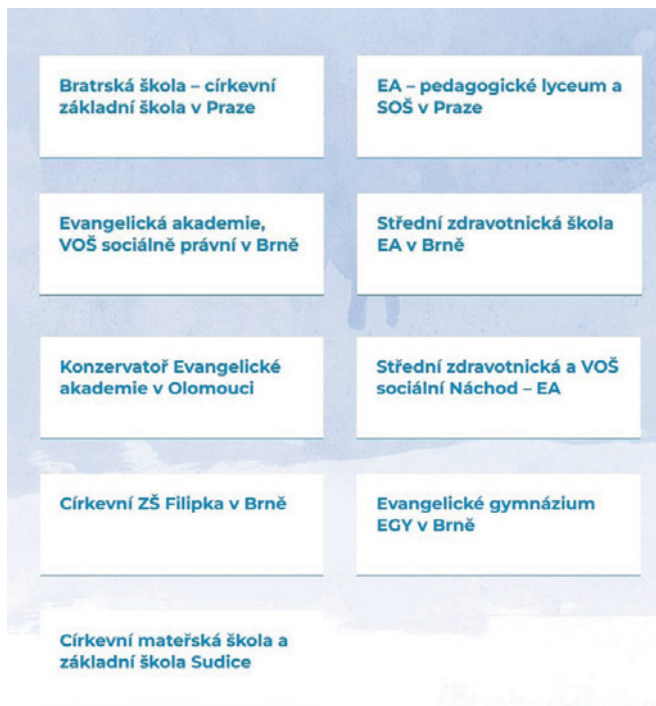 Bratrská škola – církevní
základní škola v Praze
EA – pedagogické lyceum a
SOŠ v Praze
Evangelická akademie,
VOŠ sociálně právní v Brně
Střední zdravotnická škola
EA v Brně
Konzervatoř Evangelické
akademie v Olomouci
Střední zdravotnická a VOŠ
sociální Náchod – EA
Církevní ZŠ Filipka v Brně
Evangelické gymnázium
EGY v Brně
Církevní mateřská škola a
základní škola Sudice